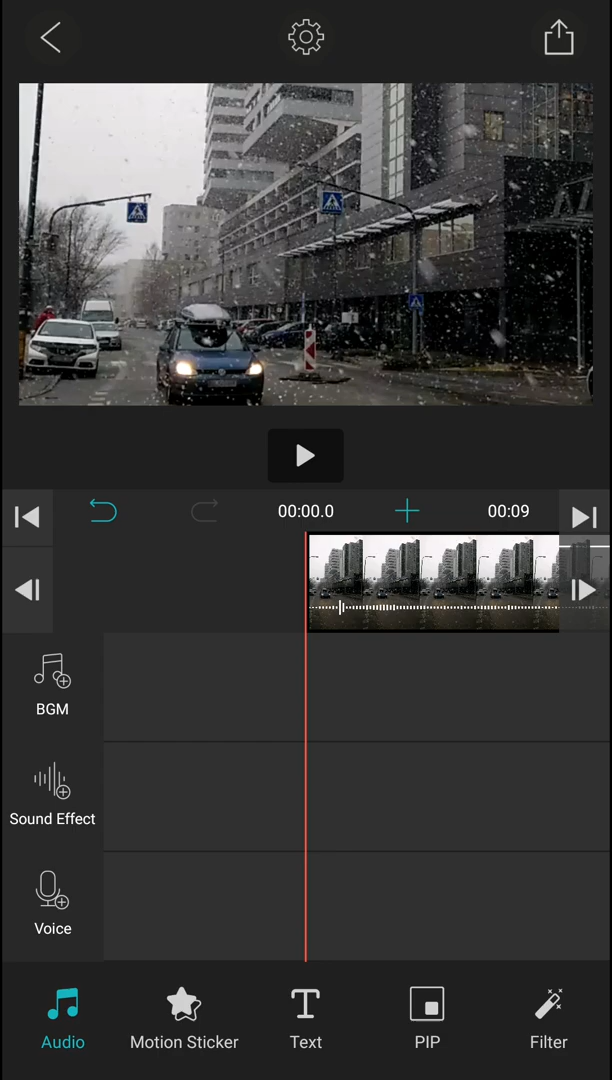 00:00.0
00:09
BGM
Sound Effect
Voice
Audio
Motion Sticker
Text
PIP
Filter